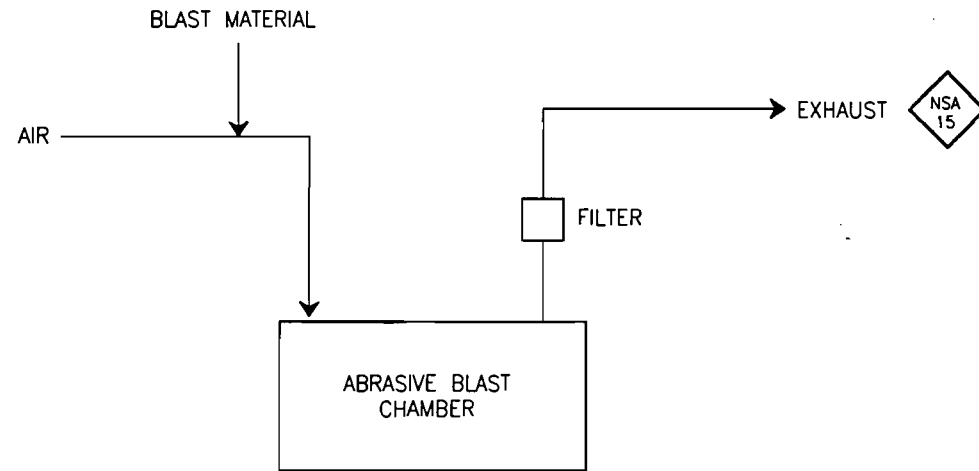 BLAST MATERIAL
AIR
EXHAUST
NSA
15
FILTER
ABRASIVE BLAST
CHAMBER